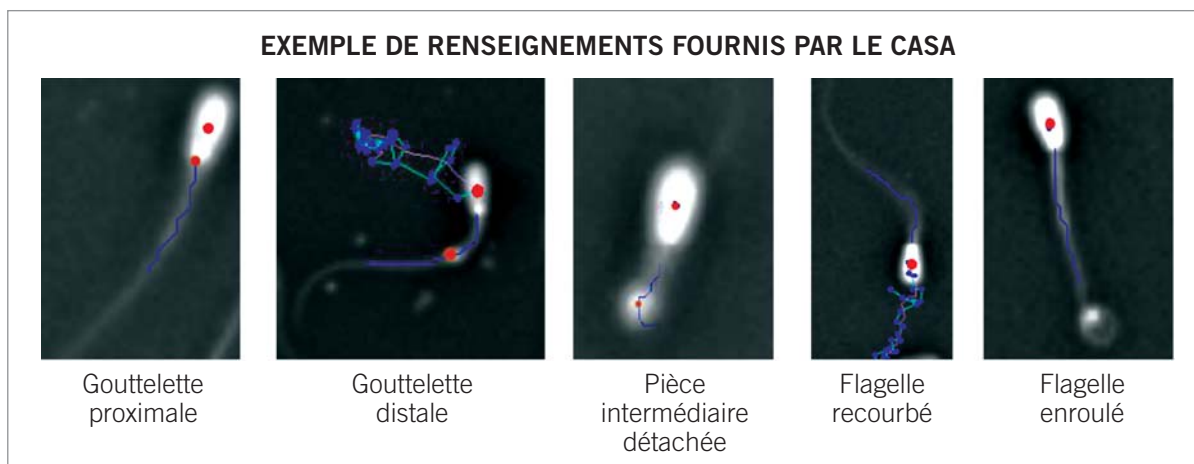 EXEMPLE DE RENSEIGNEMENTS FOURNIS PAR LE CASA
Gouttelette
proximale
Gouttelette
distale
Pièce
intermédiaire
détachée
Flagelle
recourbé
Flagelle
enroulé